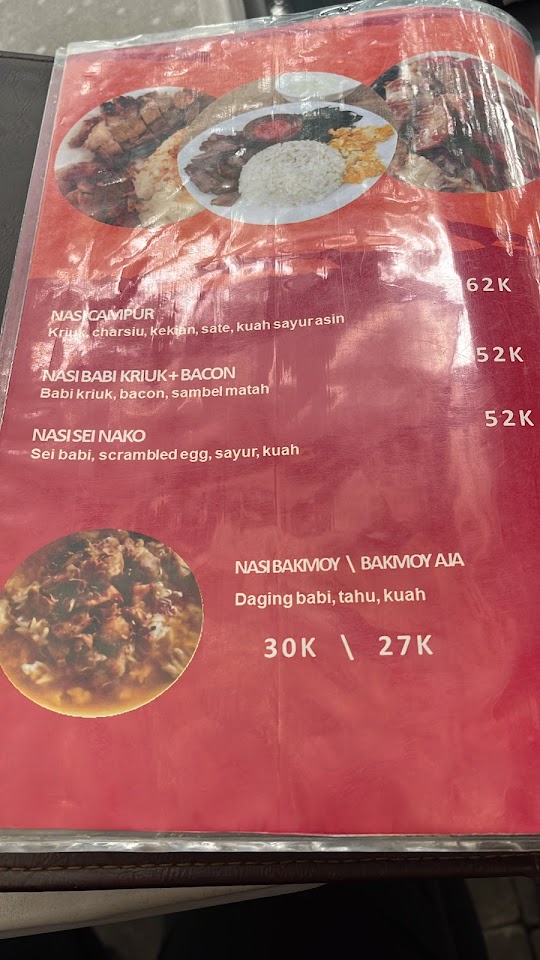 62K
NASI CAMPUR
Kriuk, charsiu, kekian, sate, kuah sayur asin
52K
NASI BABI KRIUK + BACON
Babi kriuk, bacon, sambel matah
52K
NASI SEI NAKO
Sei babi, scrambled egg, sayur, kuah
NASI BAKMOY \ BAKMOY AJA
Daging babi, tahu, kuah
30K \ 27K